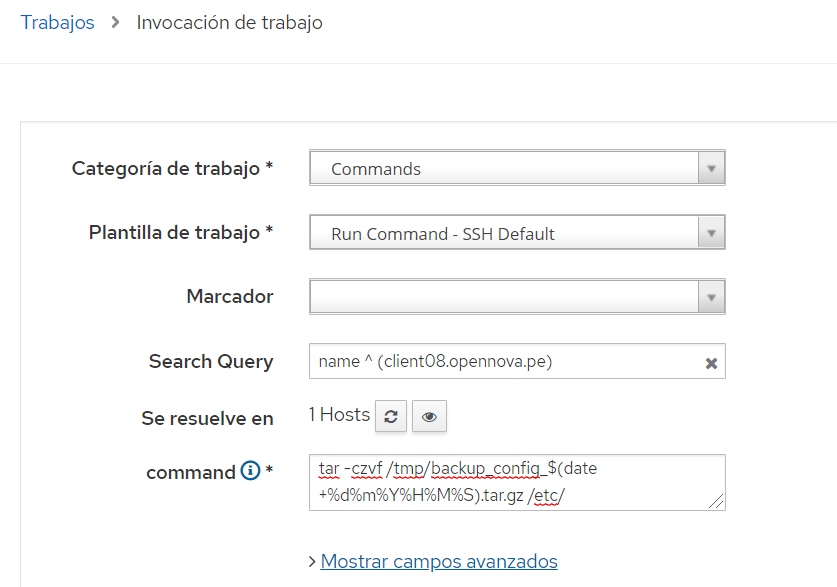 Trabajos > Invocación de trabajo
Categoría de trabajo * Commands
Plantilla de trabajo * Run Command - SSH Default
Marcador
Search Query name ^ (client08.opennova.pe)
Se resuelve en 1 Hosts
command * tar -czvf /tmp/backup_config_$(date
+%d%m%Y%H%M%S).tar.gz /etc/
> Mostrar campos avanzados